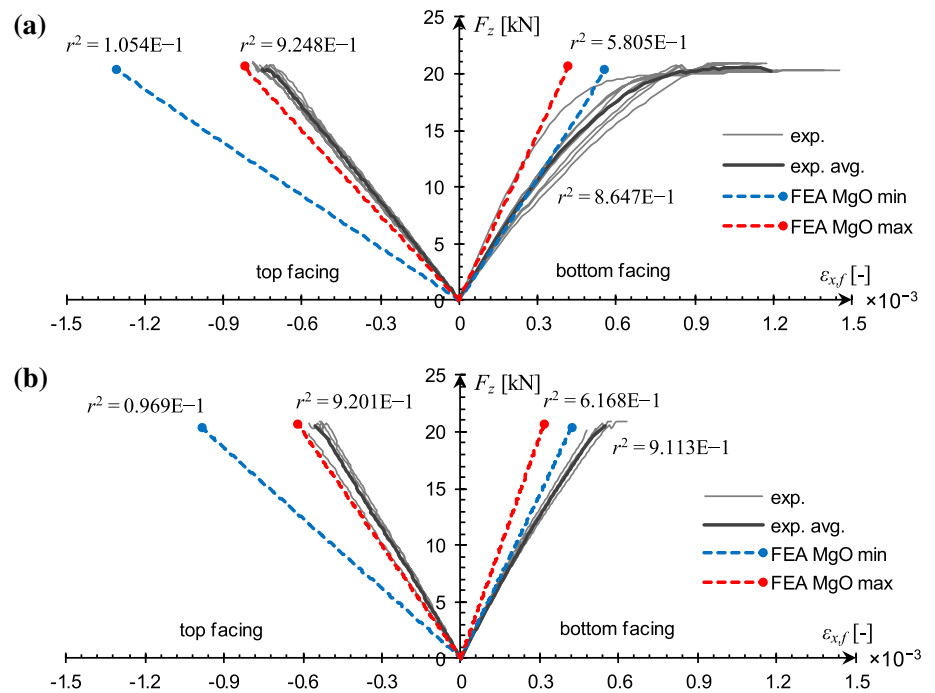 (a)
25
F_z [kN]
r² = 1.054E−1
r² = 9.248E−1
r² = 5.805E−1
20
15
exp.
exp. avg.
10
r² = 8.647E−1
FEA MgO min
FEA MgO max
5
top facing
bottom facing
ε_x,f [-]
0
×10⁻³
-1.5 -1.2 -0.9 -0.6 -0.3 0 0.3 0.6 0.9 1.2 1.5
(b)
25
F_z [kN]
r² = 0.969E−1
r² = 9.201E−1
r² = 6.168E−1
20
r² = 9.113E−1
15
exp.
exp. avg.
10
FEA MgO min
FEA MgO max
5
top facing
bottom facing
ε_x,f [-]
0
×10⁻³
-1.5 -1.2 -0.9 -0.6 -0.3 0 0.3 0.6 0.9 1.2 1.5